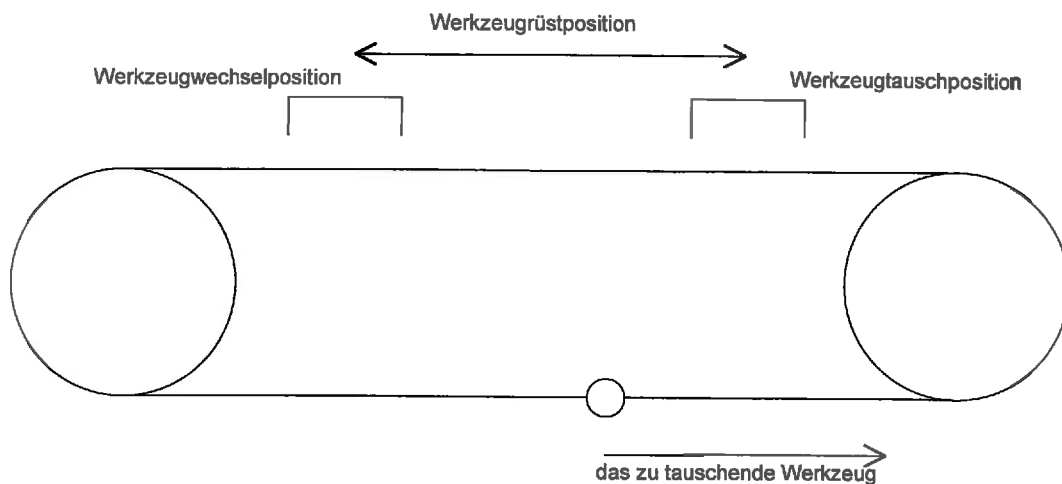 Werkzeugrüstposition
Werkzeugwechselposition
Werkzeugtauschposition
das zu tauschende Werkzeug